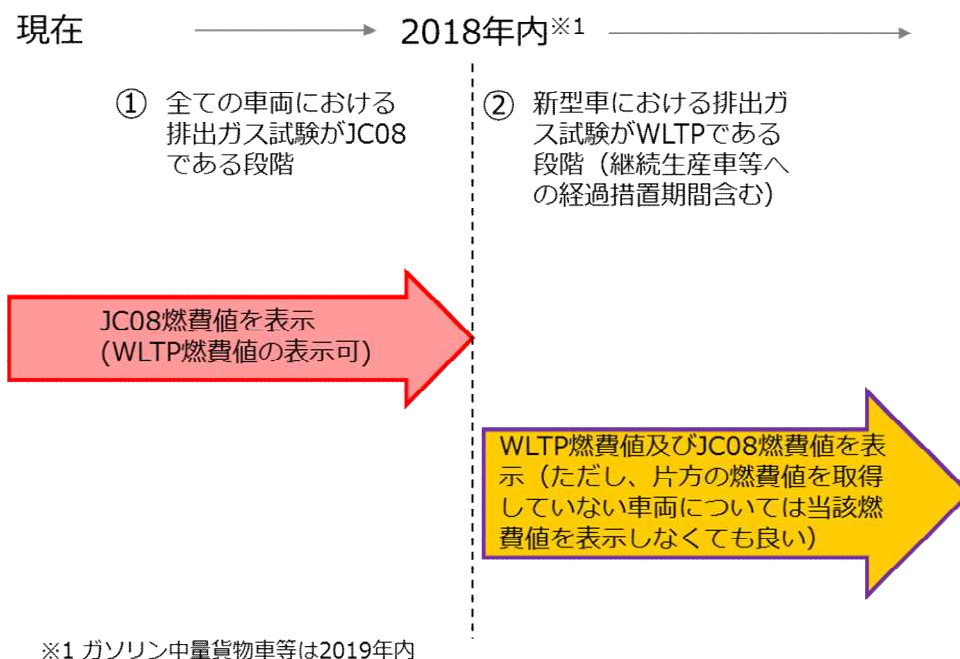 現在
2018年内※1
① 全ての車両における
排出ガス試験がJC08
である段階
② 新型車における排出ガ
ス試験がWLTPである
段階（継続生産車等へ
の経過措置期間含む）
JC08燃費値を表示
(WLTP燃費値の表示可)
WLTP燃費値及びJC08燃費値を表
示（ただし、片方の燃費値を取得
していない車両については当該燃
費値を表示しなくても良い）
※1 ガソリン中量貨物車等は2019年内